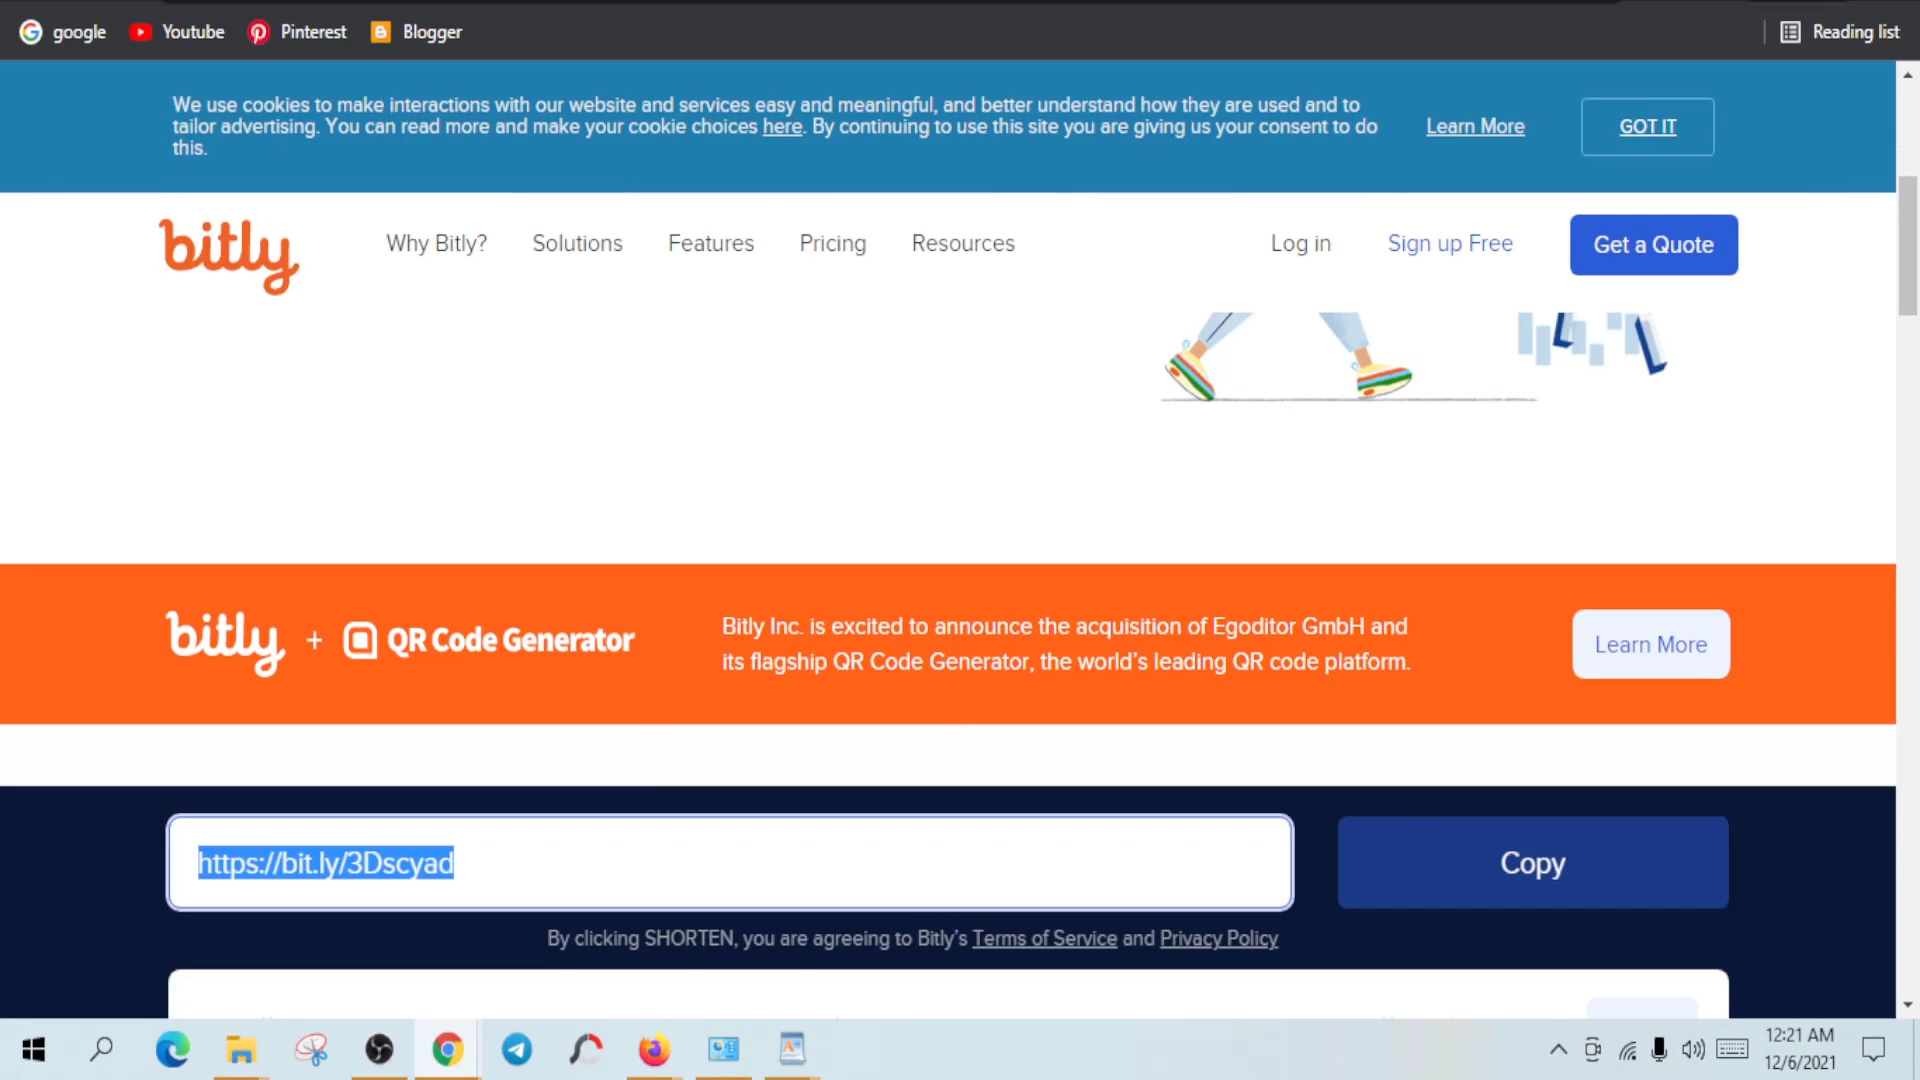 google Youtube Pinterest Blogger Reading list
We use cookies to make interactions with our website and services easy and meaningful, and better understand how they are used and to
tailor advertising. You can read more and make your cookie choices here. By continuing to use this site you are giving us your consent to do
this.
Learn More
GOT IT
bitly Why Bitly? Solutions Features Pricing Resources Log in Sign up Free Get a Quote
bitly + QR Code Generator
Bitly Inc. is excited to announce the acquisition of Egoditor GmbH and
its flagship QR Code Generator, the world's leading QR code platform.
Learn More
https://bit.ly/3Dscyad
Copy
By clicking SHORTEN, you are agreeing to Bitly's Terms of Service and Privacy Policy
12:21 AM
12/6/2021